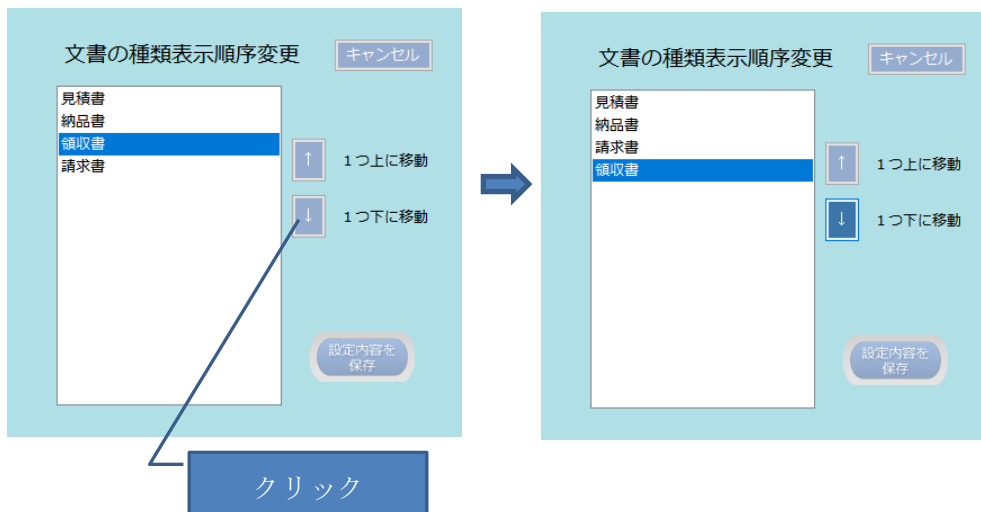 文書の種類表示順序変更
キャンセル
見積書
納品書
領収書
請求書
↑
1つ上に移動
↓
1つ下に移動
設定内容を
保存
クリック
文書の種類表示順序変更
キャンセル
見積書
納品書
請求書
領収書
↑
1つ上に移動
↓
1つ下に移動
設定内容を
保存